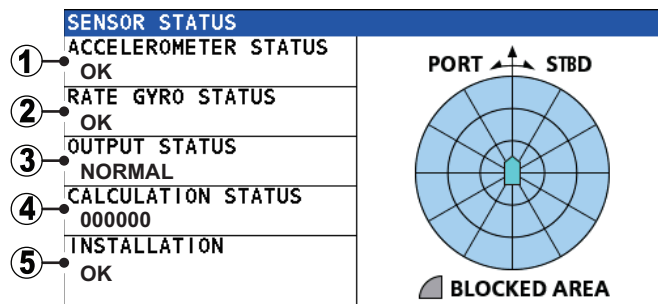 SENSOR STATUS
1
ACCELEROMETER STATUS
OK
2
RATE GYRO STATUS
OK
3
OUTPUT STATUS
NORMAL
4
CALCULATION STATUS
000000
5
INSTALLATION
OK
PORT STBD
BLOCKED AREA